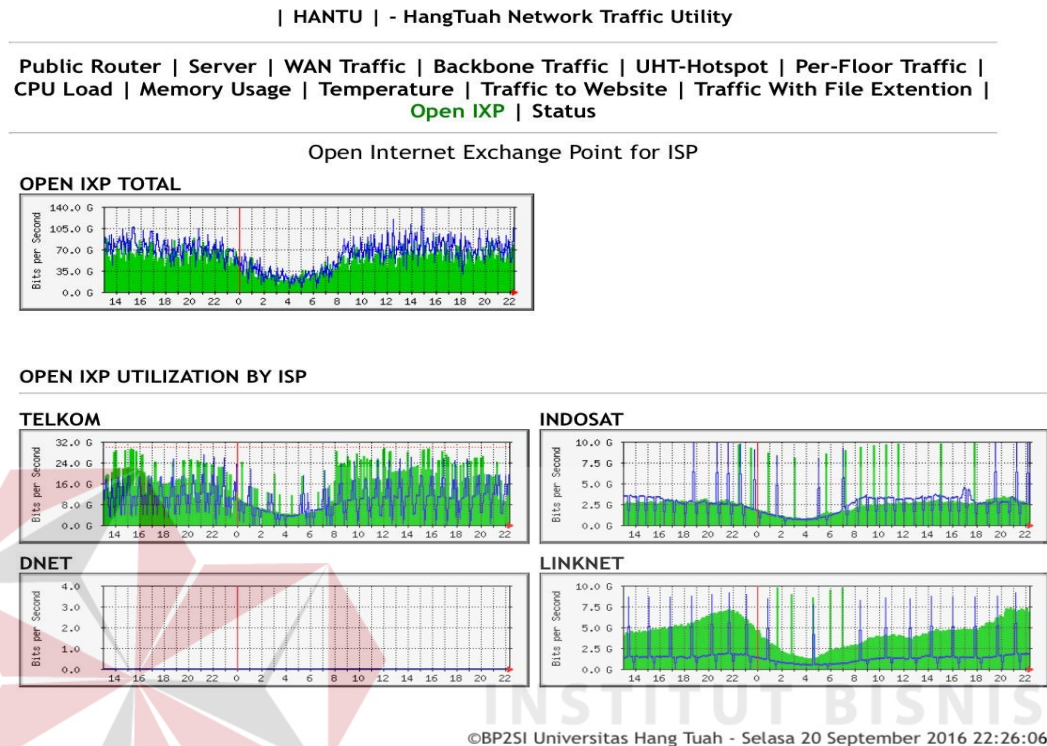 | HANTU | - HangTuah Network Traffic Utility
Public Router | Server | WAN Traffic | Backbone Traffic | UHT-Hotspot | Per-Floor Traffic |
CPU Load | Memory Usage | Temperature | Traffic to Website | Traffic With File Extention |
Open IXP | Status
Open Internet Exchange Point for ISP
OPEN IXP TOTAL
Bits per Second
140.0 G
105.0 G
70.0 G
35.0 G
0.0 G
14 16 18 20 22 0 2 4 6 8 10 12 14 16 18 20 22
OPEN IXP UTILIZATION BY ISP
TELKOM
Bits per Second
32.0 G
24.0 G
16.0 G
8.0 G
0.0 G
14 16 18 20 22 0 2 4 6 8 10 12 14 16 18 20 22
INDOSAT
Bits per Second
10.0 G
7.5 G
5.0 G
2.5 G
0.0 G
14 16 18 20 22 0 2 4 6 8 10 12 14 16 18 20 22
DNET
Bits per Second
4.0
3.0
2.0
1.0
0.0
14 16 18 20 22 0 2 4 6 8 10 12 14 16 18 20 22
LINKNET
Bits per Second
10.0 G
7.5 G
5.0 G
2.5 G
0.0 G
14 16 18 20 22 0 2 4 6 8 10 12 14 16 18 20 22
INSTITUT BISNIS
©BP2SI Universitas Hang Tuah - Selasa 20 September 2016 22:26:06